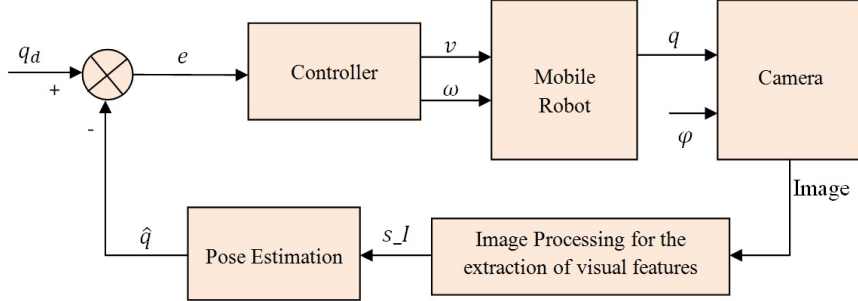 q_d
+
-
e
Controller
v
ω
Mobile
Robot
q
φ
Camera
Image
Image Processing for the
extraction of visual features
s_I
Pose Estimation
q̂